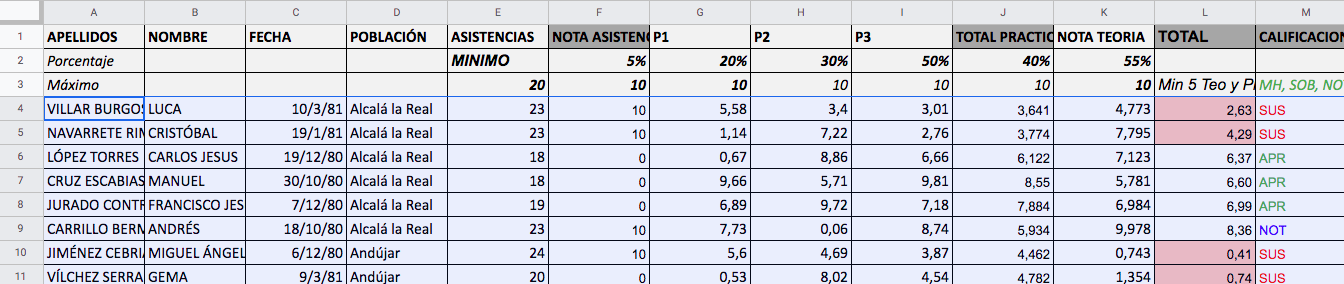 A B C D E F G H I J K L M
1 APELLIDOS NOMBRE FECHA POBLACIÓN ASISTENCIAS NOTA ASISTEN P1 P2 P3 TOTAL PRACTIC NOTA TEORIA TOTAL CALIFICACION
2 Porcentaje MINIMO 5% 20% 30% 50% 40% 55%
3 Máximo 20 10 10 10 10 10 10 Min 5 Teo y P MH, SOB, NO
4 VILLAR BURGOS LUCA 10/3/81 Alcalá la Real 23 10 5,58 3,4 3,01 3,641 4,773 2,63 SUS
5 NAVARRETE RIN CRISTÓBAL 19/1/81 Alcalá la Real 23 10 1,14 7,22 2,76 3,774 7,795 4,29 SUS
6 LÓPEZ TORRES CARLOS JESUS 19/12/80 Alcalá la Real 18 0 0,67 8,86 6,66 6,122 7,123 6,37 APR
7 CRUZ ESCABIAS MANUEL 30/10/80 Alcalá la Real 18 0 9,66 5,71 9,81 8,55 5,781 6,60 APR
8 JURADO CONTR FRANCISCO JES 7/12/80 Alcalá la Real 19 0 6,89 9,72 7,18 7,884 6,984 6,99 APR
9 CARRILLO BERM ANDRÉS 18/10/80 Alcalá la Real 23 10 7,73 0,06 8,74 5,934 9,978 8,36 NOT
10 JIMÉNEZ CEBRI MIGUEL ÁNGEL 6/12/80 Andújar 24 10 5,6 4,69 3,87 4,462 0,743 0,41 SUS
11 VÍLCHEZ SERRA GEMA 9/3/81 Andújar 20 0 0,53 8,02 4,54 4,782 1,354 0,74 SUS